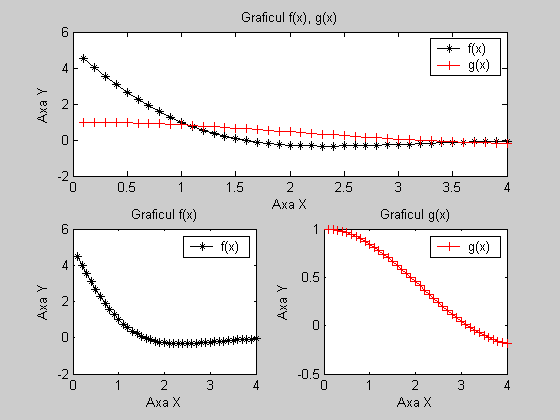 Graficul f(x), g(x)
6
4
2
0
-2
Axa Y
f(x)
g(x)
0 0.5 1 1.5 2 2.5 3 3.5 4
Axa X
Graficul f(x)
6
4
2
0
-2
Axa Y
f(x)
0 1 2 3 4
Axa X
Graficul g(x)
1
0.5
0
-0.5
Axa Y
g(x)
0 1 2 3 4
Axa X